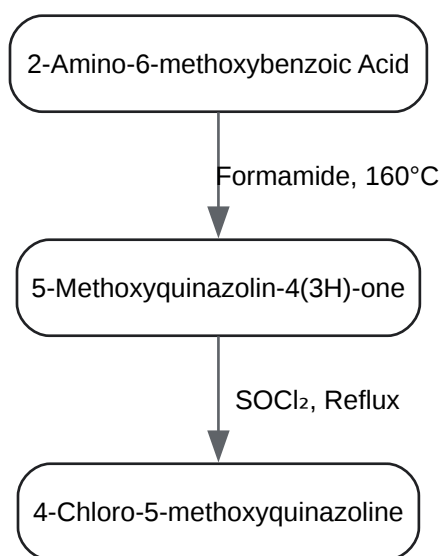 2-Amino-6-methoxybenzoic Acid
Formamide, 160°C
5-Methoxyquinazolin-4(3H)-one
SOCl₂, Reflux
4-Chloro-5-methoxyquinazoline